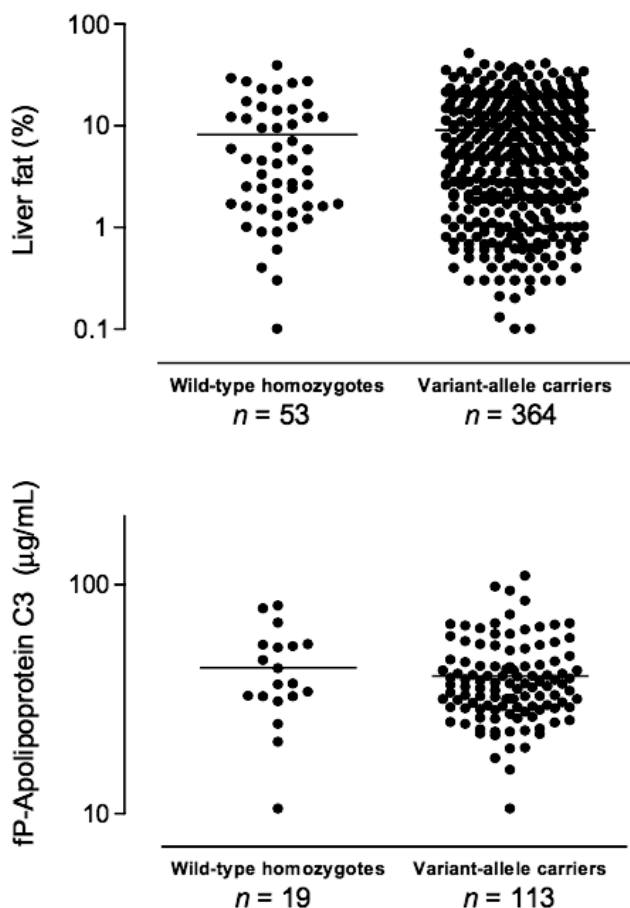 Liver fat (%)
100
10
1
0.1
Wild-type homozygotes
n = 53
Variant-allele carriers
n = 364
fP-Apolipoprotein C3 (µg/mL)
100
10
Wild-type homozygotes
n = 19
Variant-allele carriers
n = 113